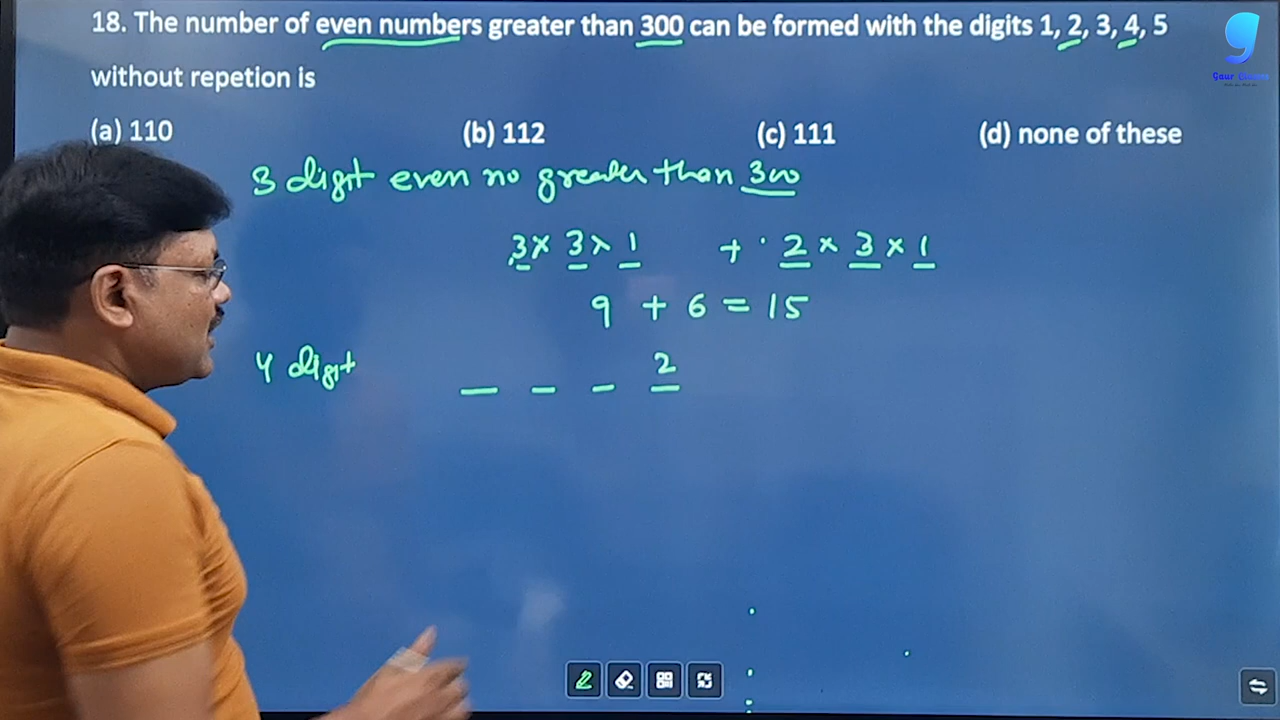 18. The number of even numbers greater than 300 can be formed with the digits 1, 2, 3, 4, 5
without repetion is
(a) 110 (b) 112 (c) 111 (d) none of these
3 digit even no greater than 300
3 × 3 × 1 + 2 × 3 × 1
9 + 6 = 15
4 digit _ _ _ 2
Gaur Classes